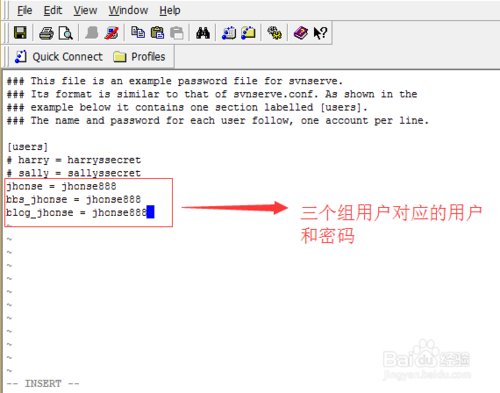 File Edit View Window Help
Quick Connect Profiles
### This file is an example password file for svnserve.
### Its format is similar to that of svnserve.conf. As shown in the
### example below it contains one section labelled [users].
### The name and password for each user follow, one account per line.
[users]
# harry = harryssecret
# sally = sallyssecret
jhonse = jhonse888
bbs_jhonse = jhonse888
blog_jhonse = jhonse888
三个组用户对应的用户
和密码
~
~
~
~
~
~
~
~
~
~
~
~
-- INSERT --
Baidu 经验
jingyan.baidu.com